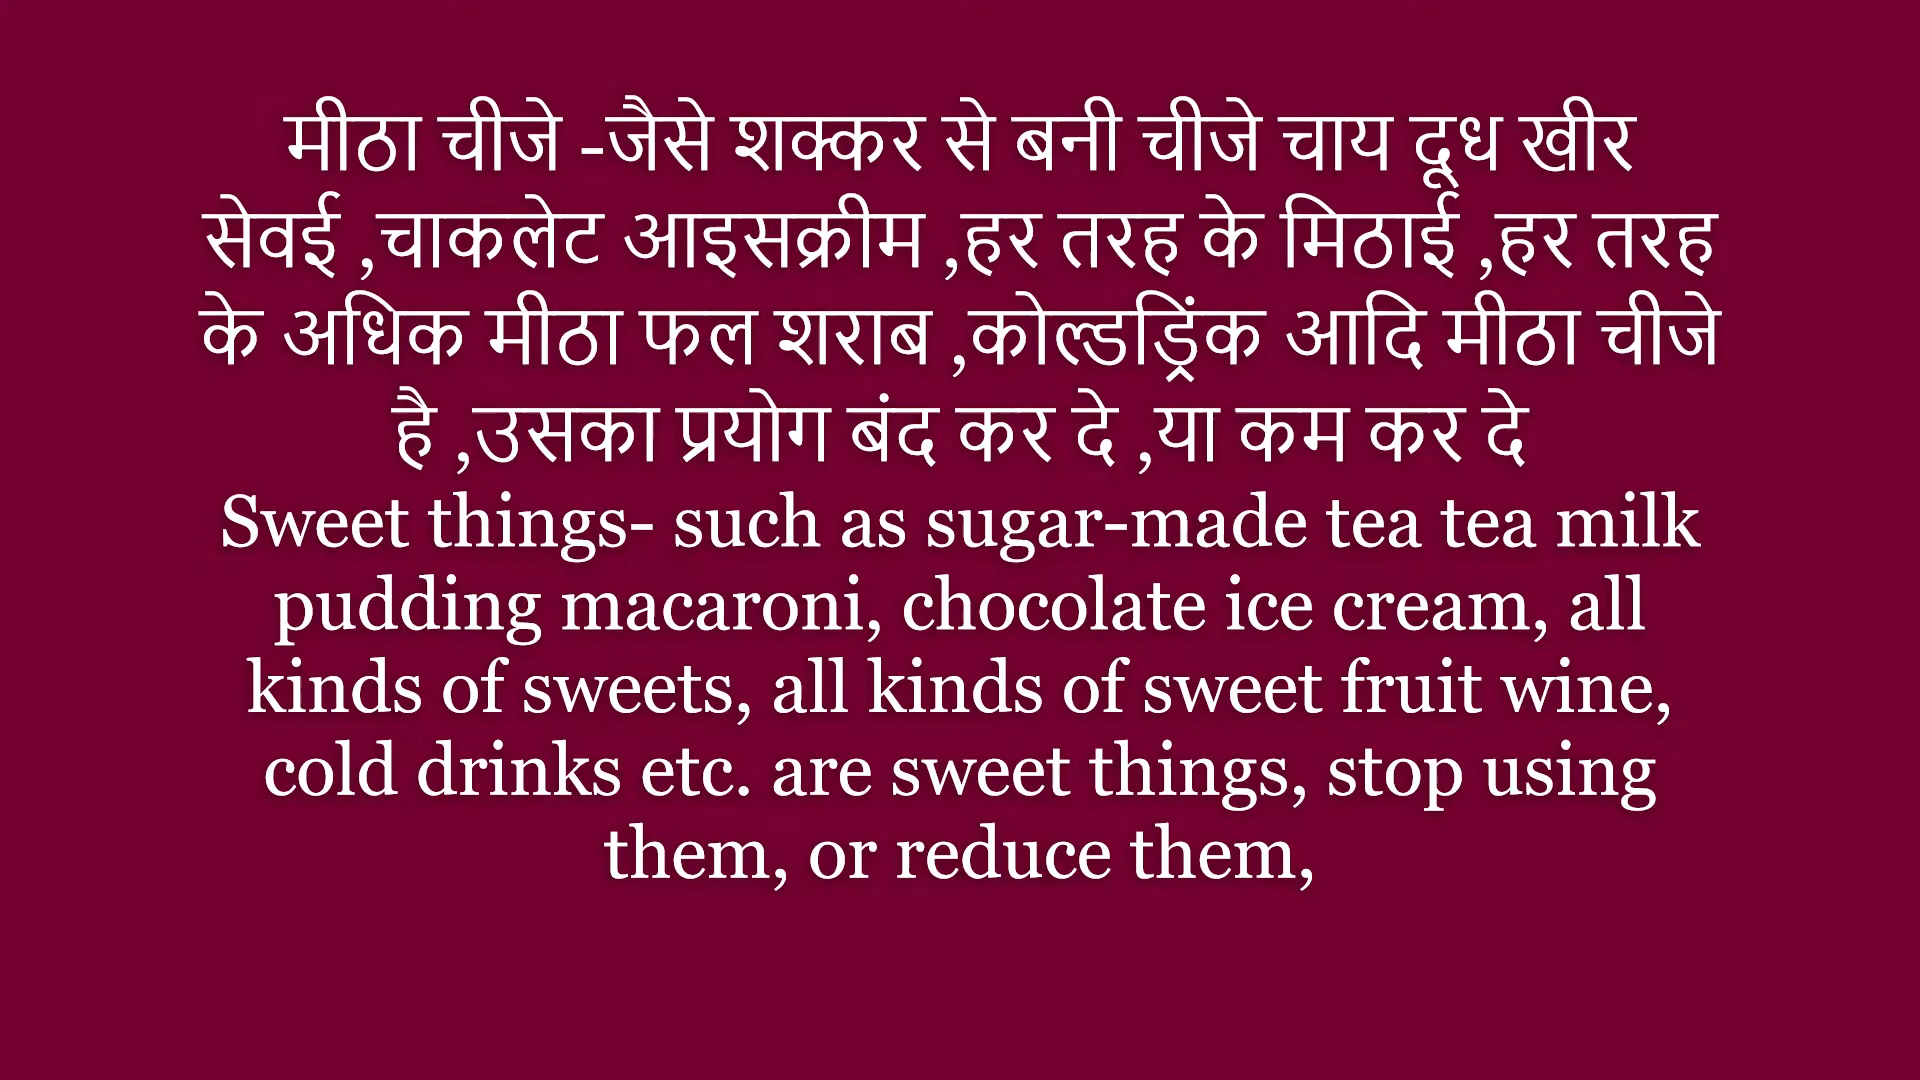 मीठा चीजे -जैसे शक्कर से बनी चीजे चाय दूध खीर
सेवई ,चाकलेट आइसक्रीम ,हर तरह के मिठाई ,हर तरह
के अधिक मीठा फल शराब ,कोल्डड्रिंक आदि मीठा चीजे
है ,उसका प्रयोग बंद कर दे ,या कम कर दे
Sweet things- such as sugar-made tea tea milk
pudding macaroni, chocolate ice cream, all
kinds of sweets, all kinds of sweet fruit wine,
cold drinks etc. are sweet things, stop using
them, or reduce them,